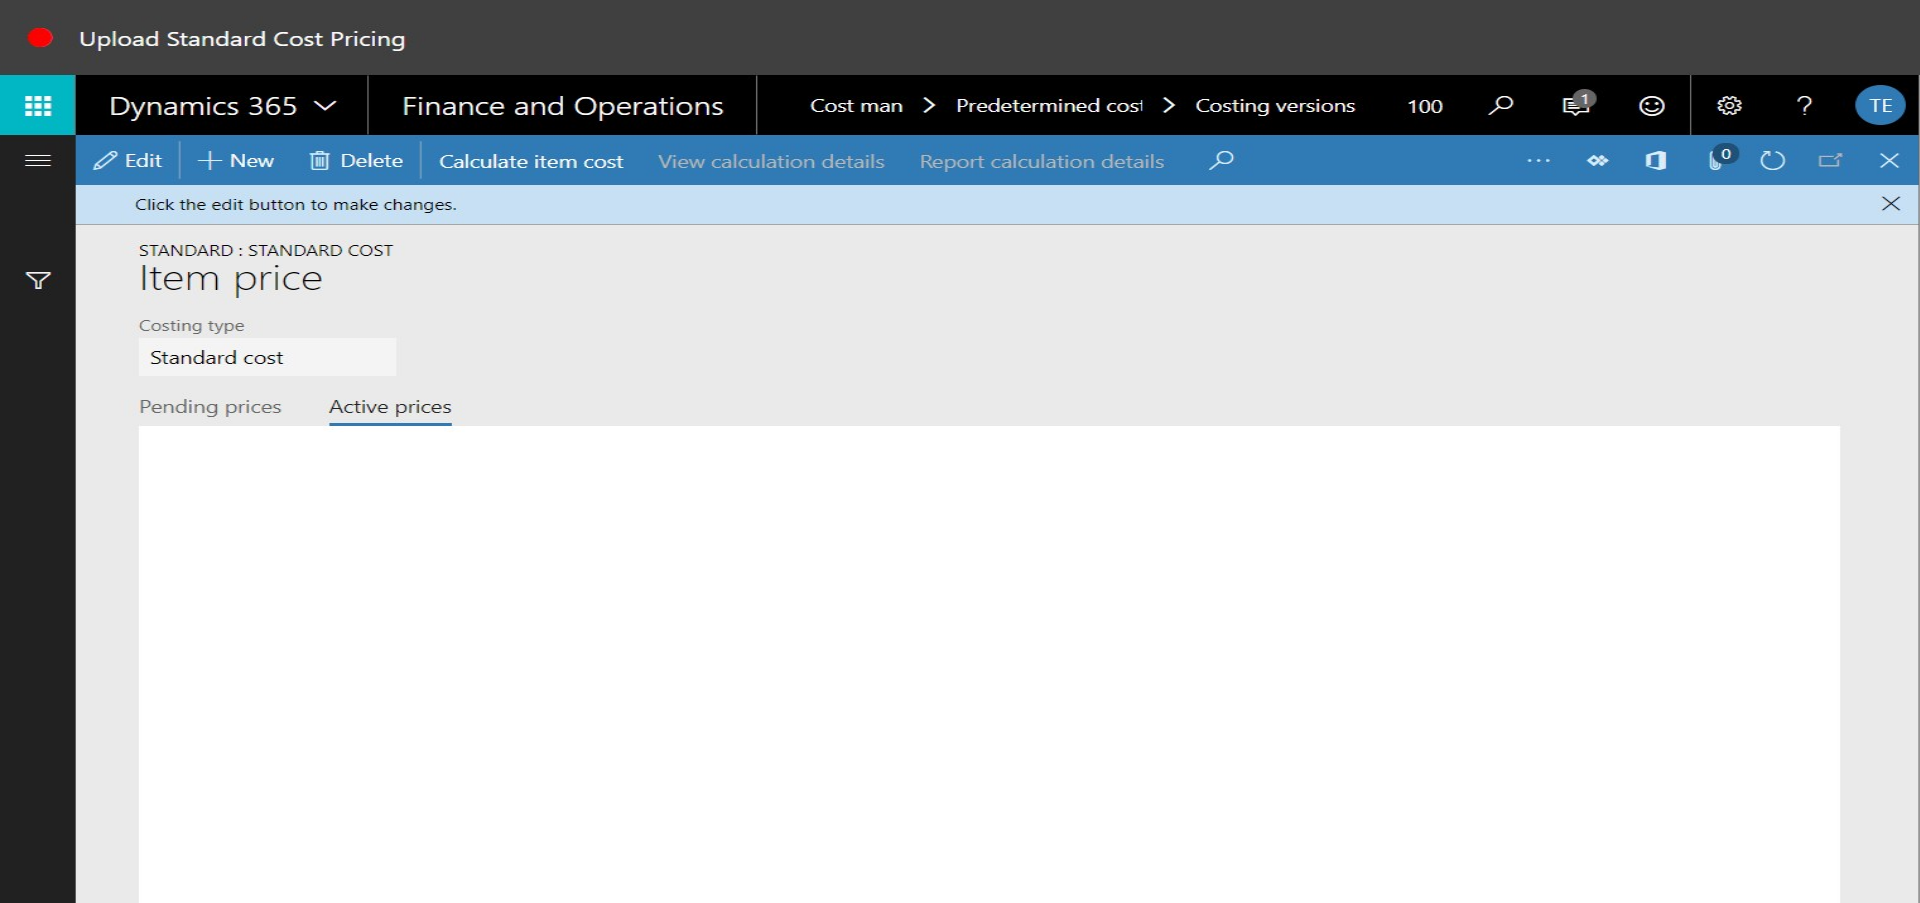 Upload Standard Cost Pricing
Dynamics 365 Finance and Operations Cost man > Predetermined cost > Costing versions 100 1 ? TE
Edit New Delete Calculate item cost View calculation details Report calculation details ... 0
Click the edit button to make changes.
STANDARD : STANDARD COST
Item price
Costing type
Standard cost
Pending prices Active prices